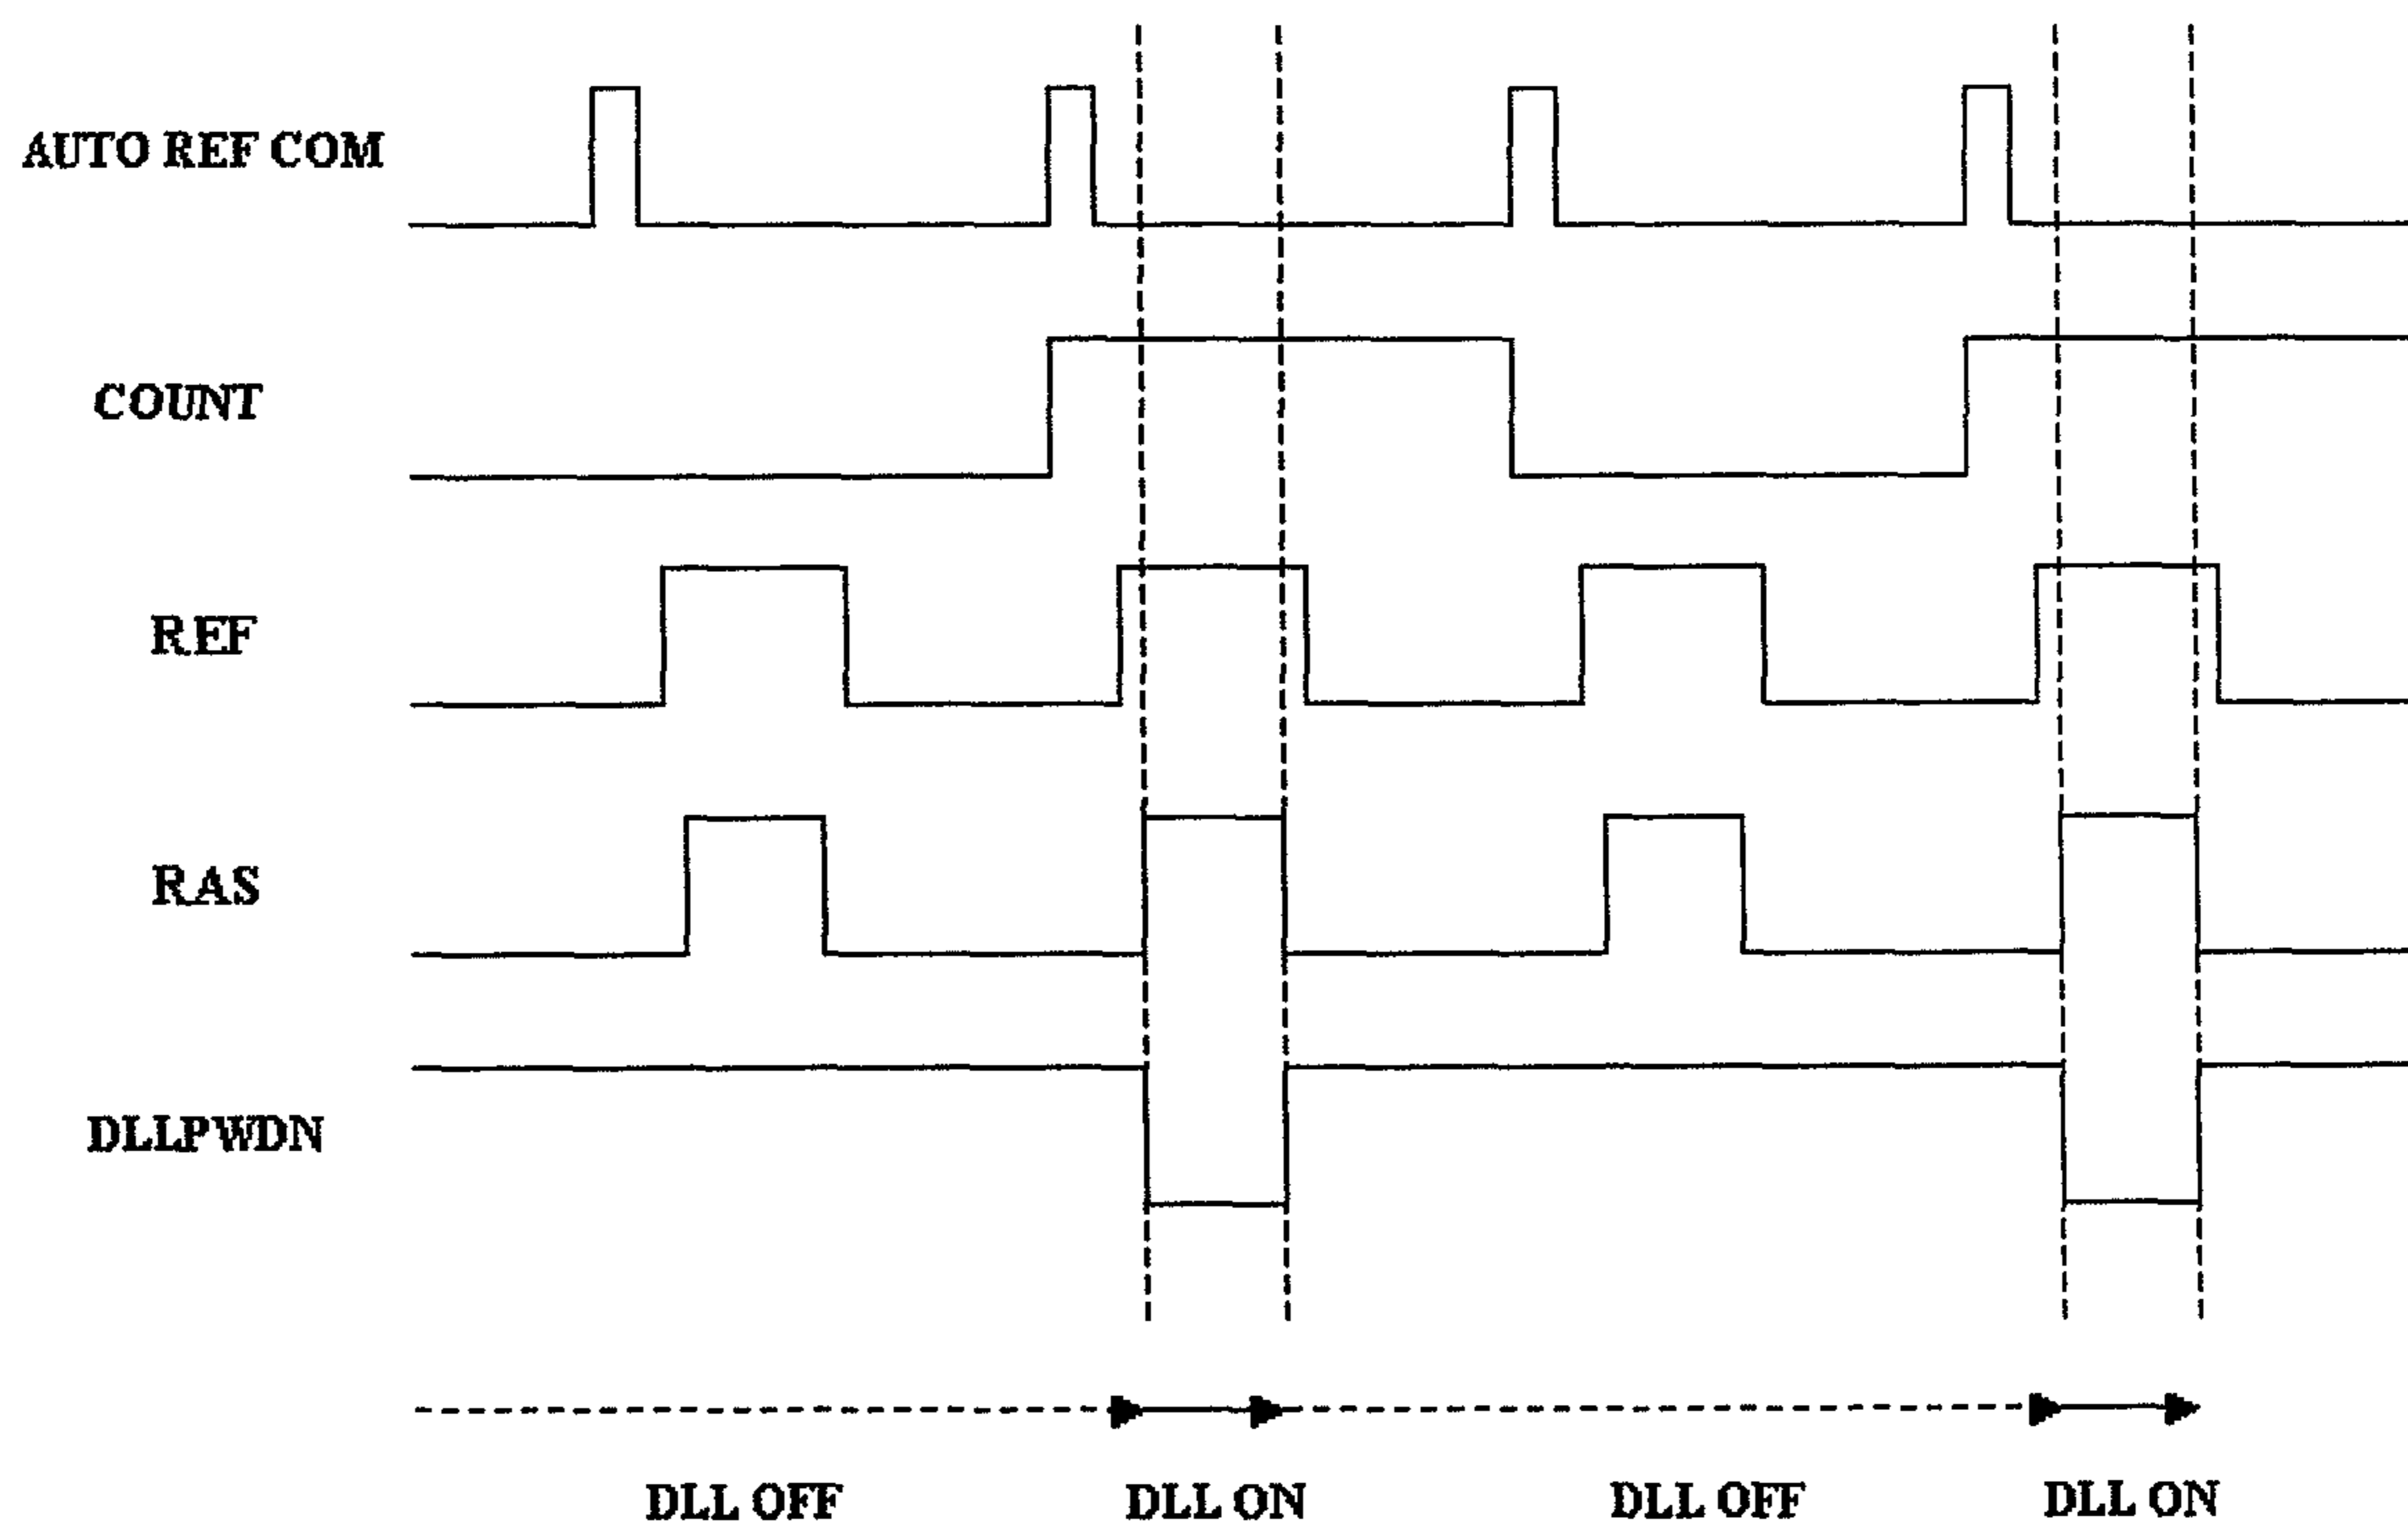 AUTO REF COM
COUNT
REF
RAS
DLLPWDN
DLL OFF DLL ON DLL OFF DLL ON